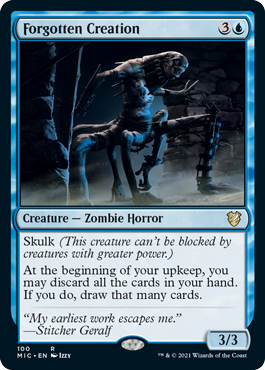 Forgotten Creation 3
Creature — Zombie Horror
Skulk (This creature can't be blocked by
creatures with greater power.)
At the beginning of your upkeep, you
may discard all the cards in your hand.
If you do, draw that many cards.
"My earliest work escapes me."
—Stitcher Geralf
3/3
100 R
MIC • EN Izzy
™ & © 2021 Wizards of the Coast